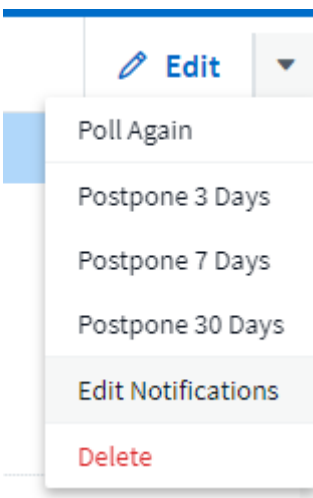 Edit
Poll Again
Postpone 3 Days
Postpone 7 Days
Postpone 30 Days
Edit Notifications
Delete